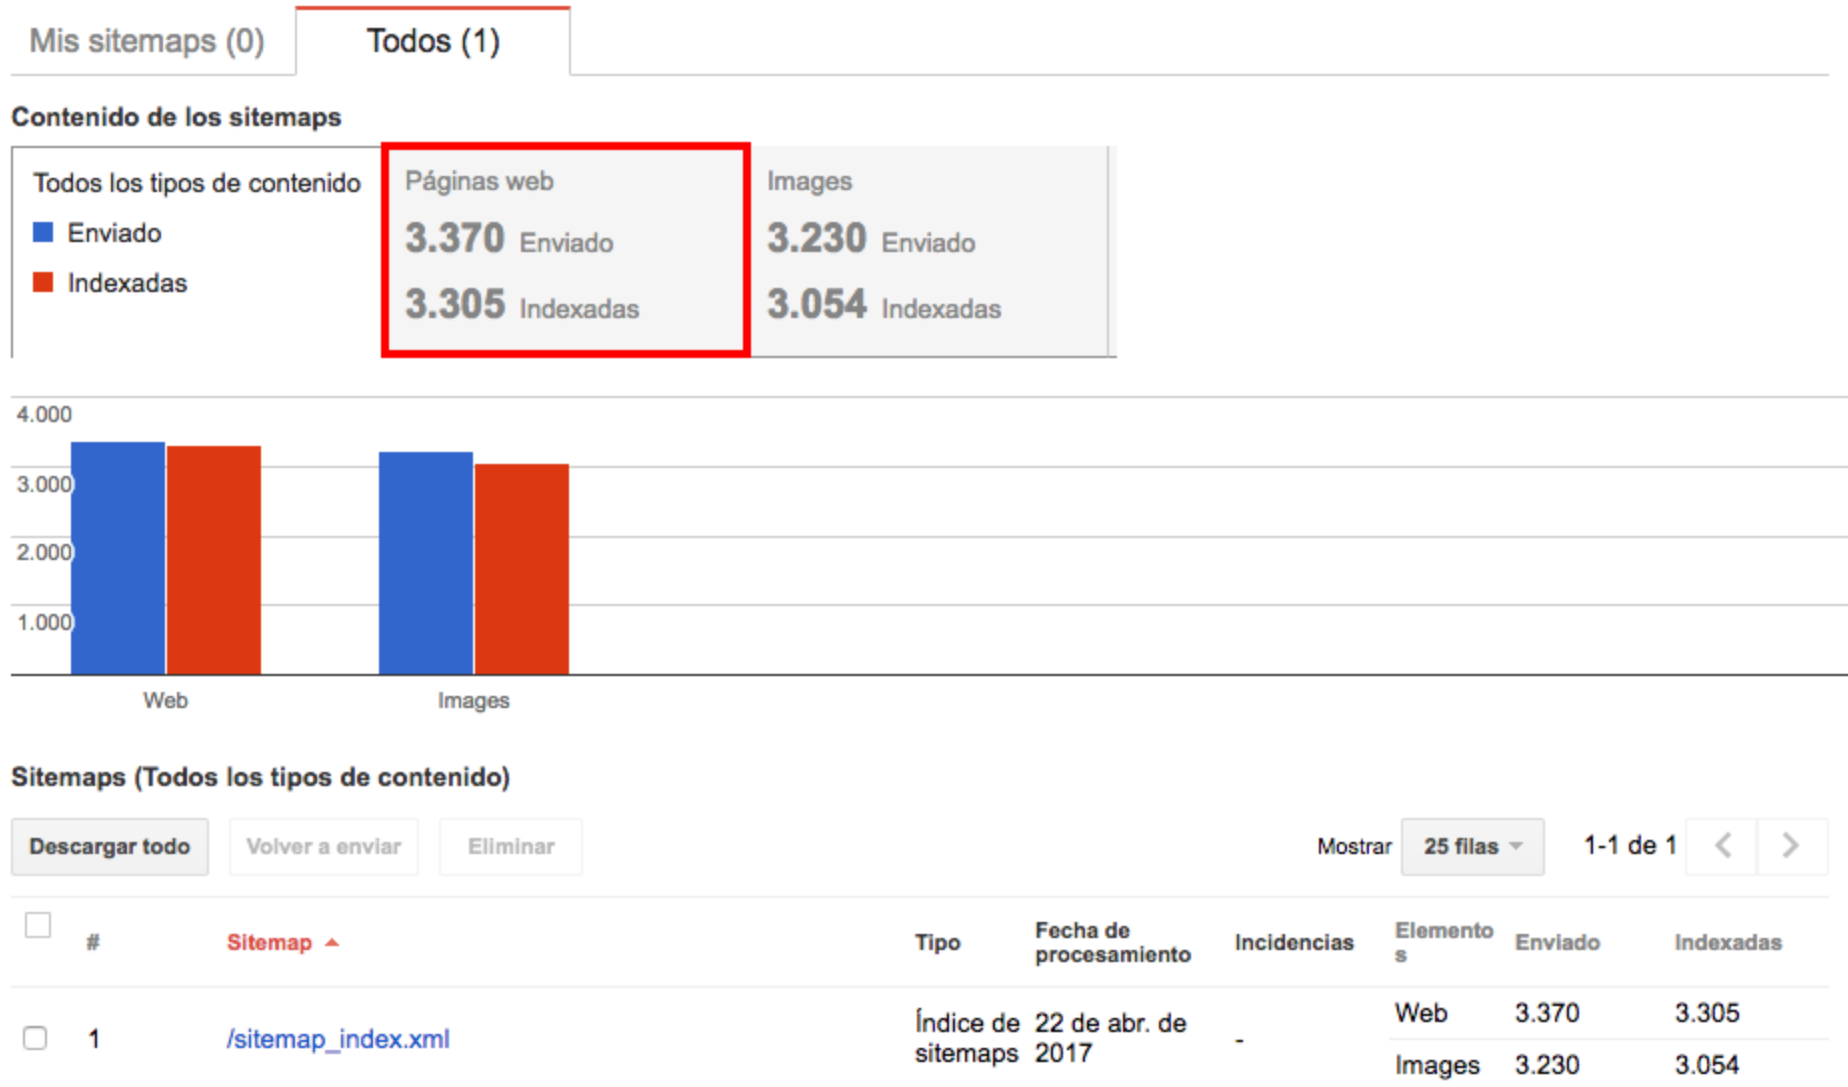 Mis sitemaps (0)
Todos (1)
Contenido de los sitemaps
Todos los tipos de contenido
Enviado
Indexadas
Páginas web
3.370 Enviado
3.305 Indexadas
Images
3.230 Enviado
3.054 Indexadas
4.000
3.000
2.000
1.000
Web
Images
Sitemaps (Todos los tipos de contenido)
Descargar todo
Volver a enviar
Eliminar
Mostrar
25 filas
1-1 de 1
#
Sitemap
Tipo
Fecha de
procesamiento
Incidencias
Elemento
s
Enviado
Indexadas
1
/sitemap_index.xml
Índice de
sitemaps
22 de abr. de
2017
-
Web 3.370 3.305
Images 3.230 3.054